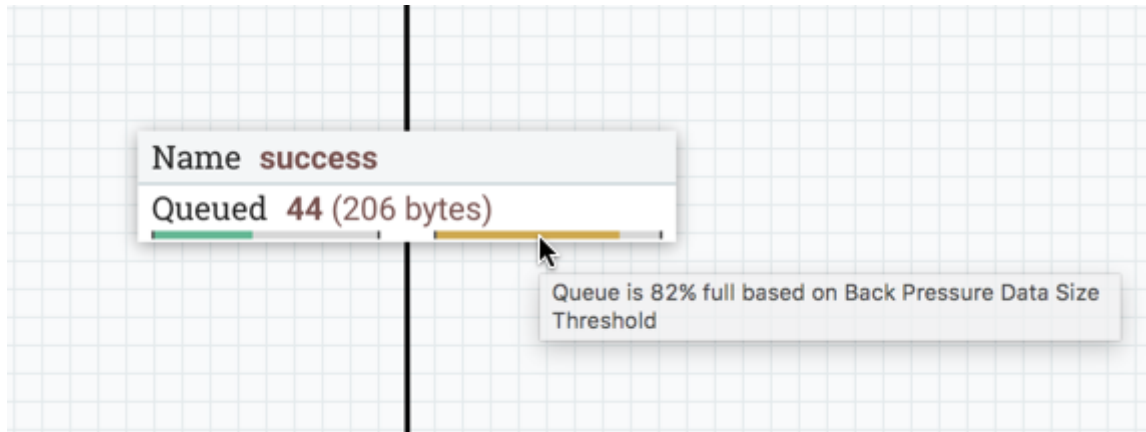 Name success
Queued 44 (206 bytes)
Queue is 82% full based on Back Pressure Data Size
Threshold